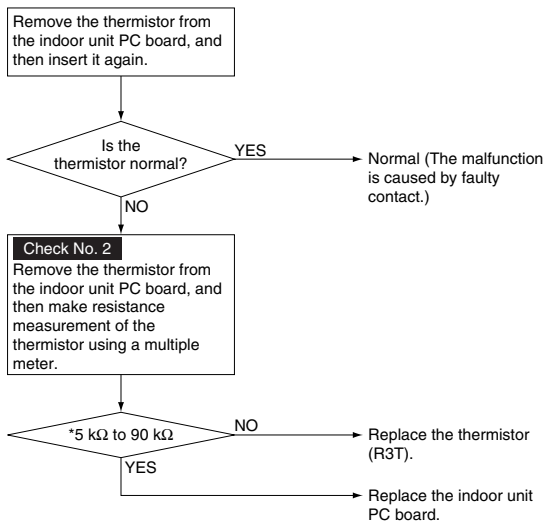 Remove the thermistor from
the indoor unit PC board, and
then insert it again.
Is the
thermistor normal?
YES
Normal (The malfunction
is caused by faulty
contact.)
NO
Check No. 2
Remove the thermistor from
the indoor unit PC board, and
then make resistance
measurement of the
thermistor using a multiple
meter.
*5 kΩ to 90 kΩ
NO
Replace the thermistor
(R3T).
YES
Replace the indoor unit
PC board.